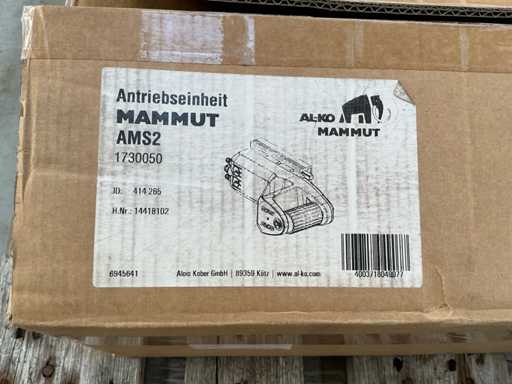 Antriebseinheit
MAMMUT
AMS2
1730050
ID: 414 265
H.Nr.: 14418102
AL-KO
MAMMUT
6945641
Alois Kober GmbH | 89359 Kötz | www.al-ko.com
4003718049077